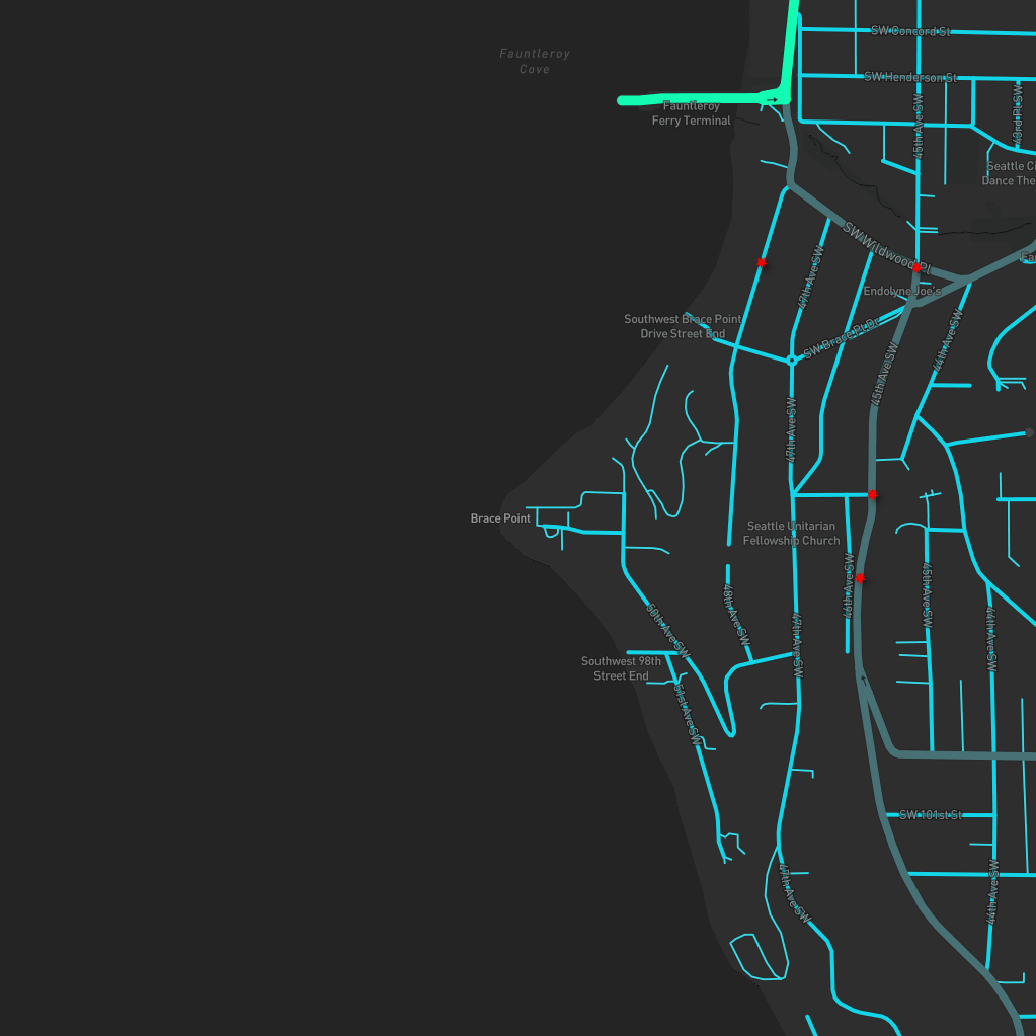 SW Concord St
Fauntleroy
Cove
SW Henderson St
Fauntleroy
Ferry Terminal
45th Ave SW
Seattle Ci
Dance The
SW Wildwood Pl
47th Ave SW
Endolyne Joe's
Southwest Brace Point
Drive Street End
SW Brace Pt Dr
44th Ave SW
45th Ave SW
47th Ave SW
Brace Point
Seattle Unitarian
Fellowship Church
46th Ave SW
45th Ave SW
48th Ave SW
50th Ave SW
47th Ave SW
44th Ave SW
Southwest 98th
Street End
51st Ave SW
SW 101st St
47th Ave SW
44th Ave SW